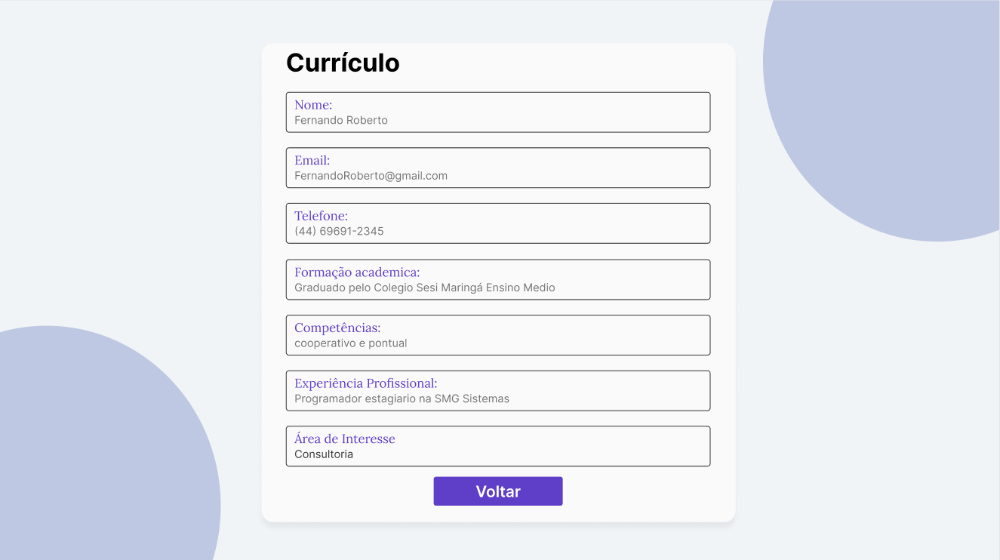 Currículo
Nome:
Fernando Roberto
Email:
FernandoRoberto@gmail.com
Telefone:
(44) 69691-2345
Formação academica:
Graduado pelo Colegio Sesi Maringá Ensino Medio
Competências:
cooperativo e pontual
Experiência Profissional:
Programador estagiario na SMG Sistemas
Área de Interesse
Consultoria
Voltar